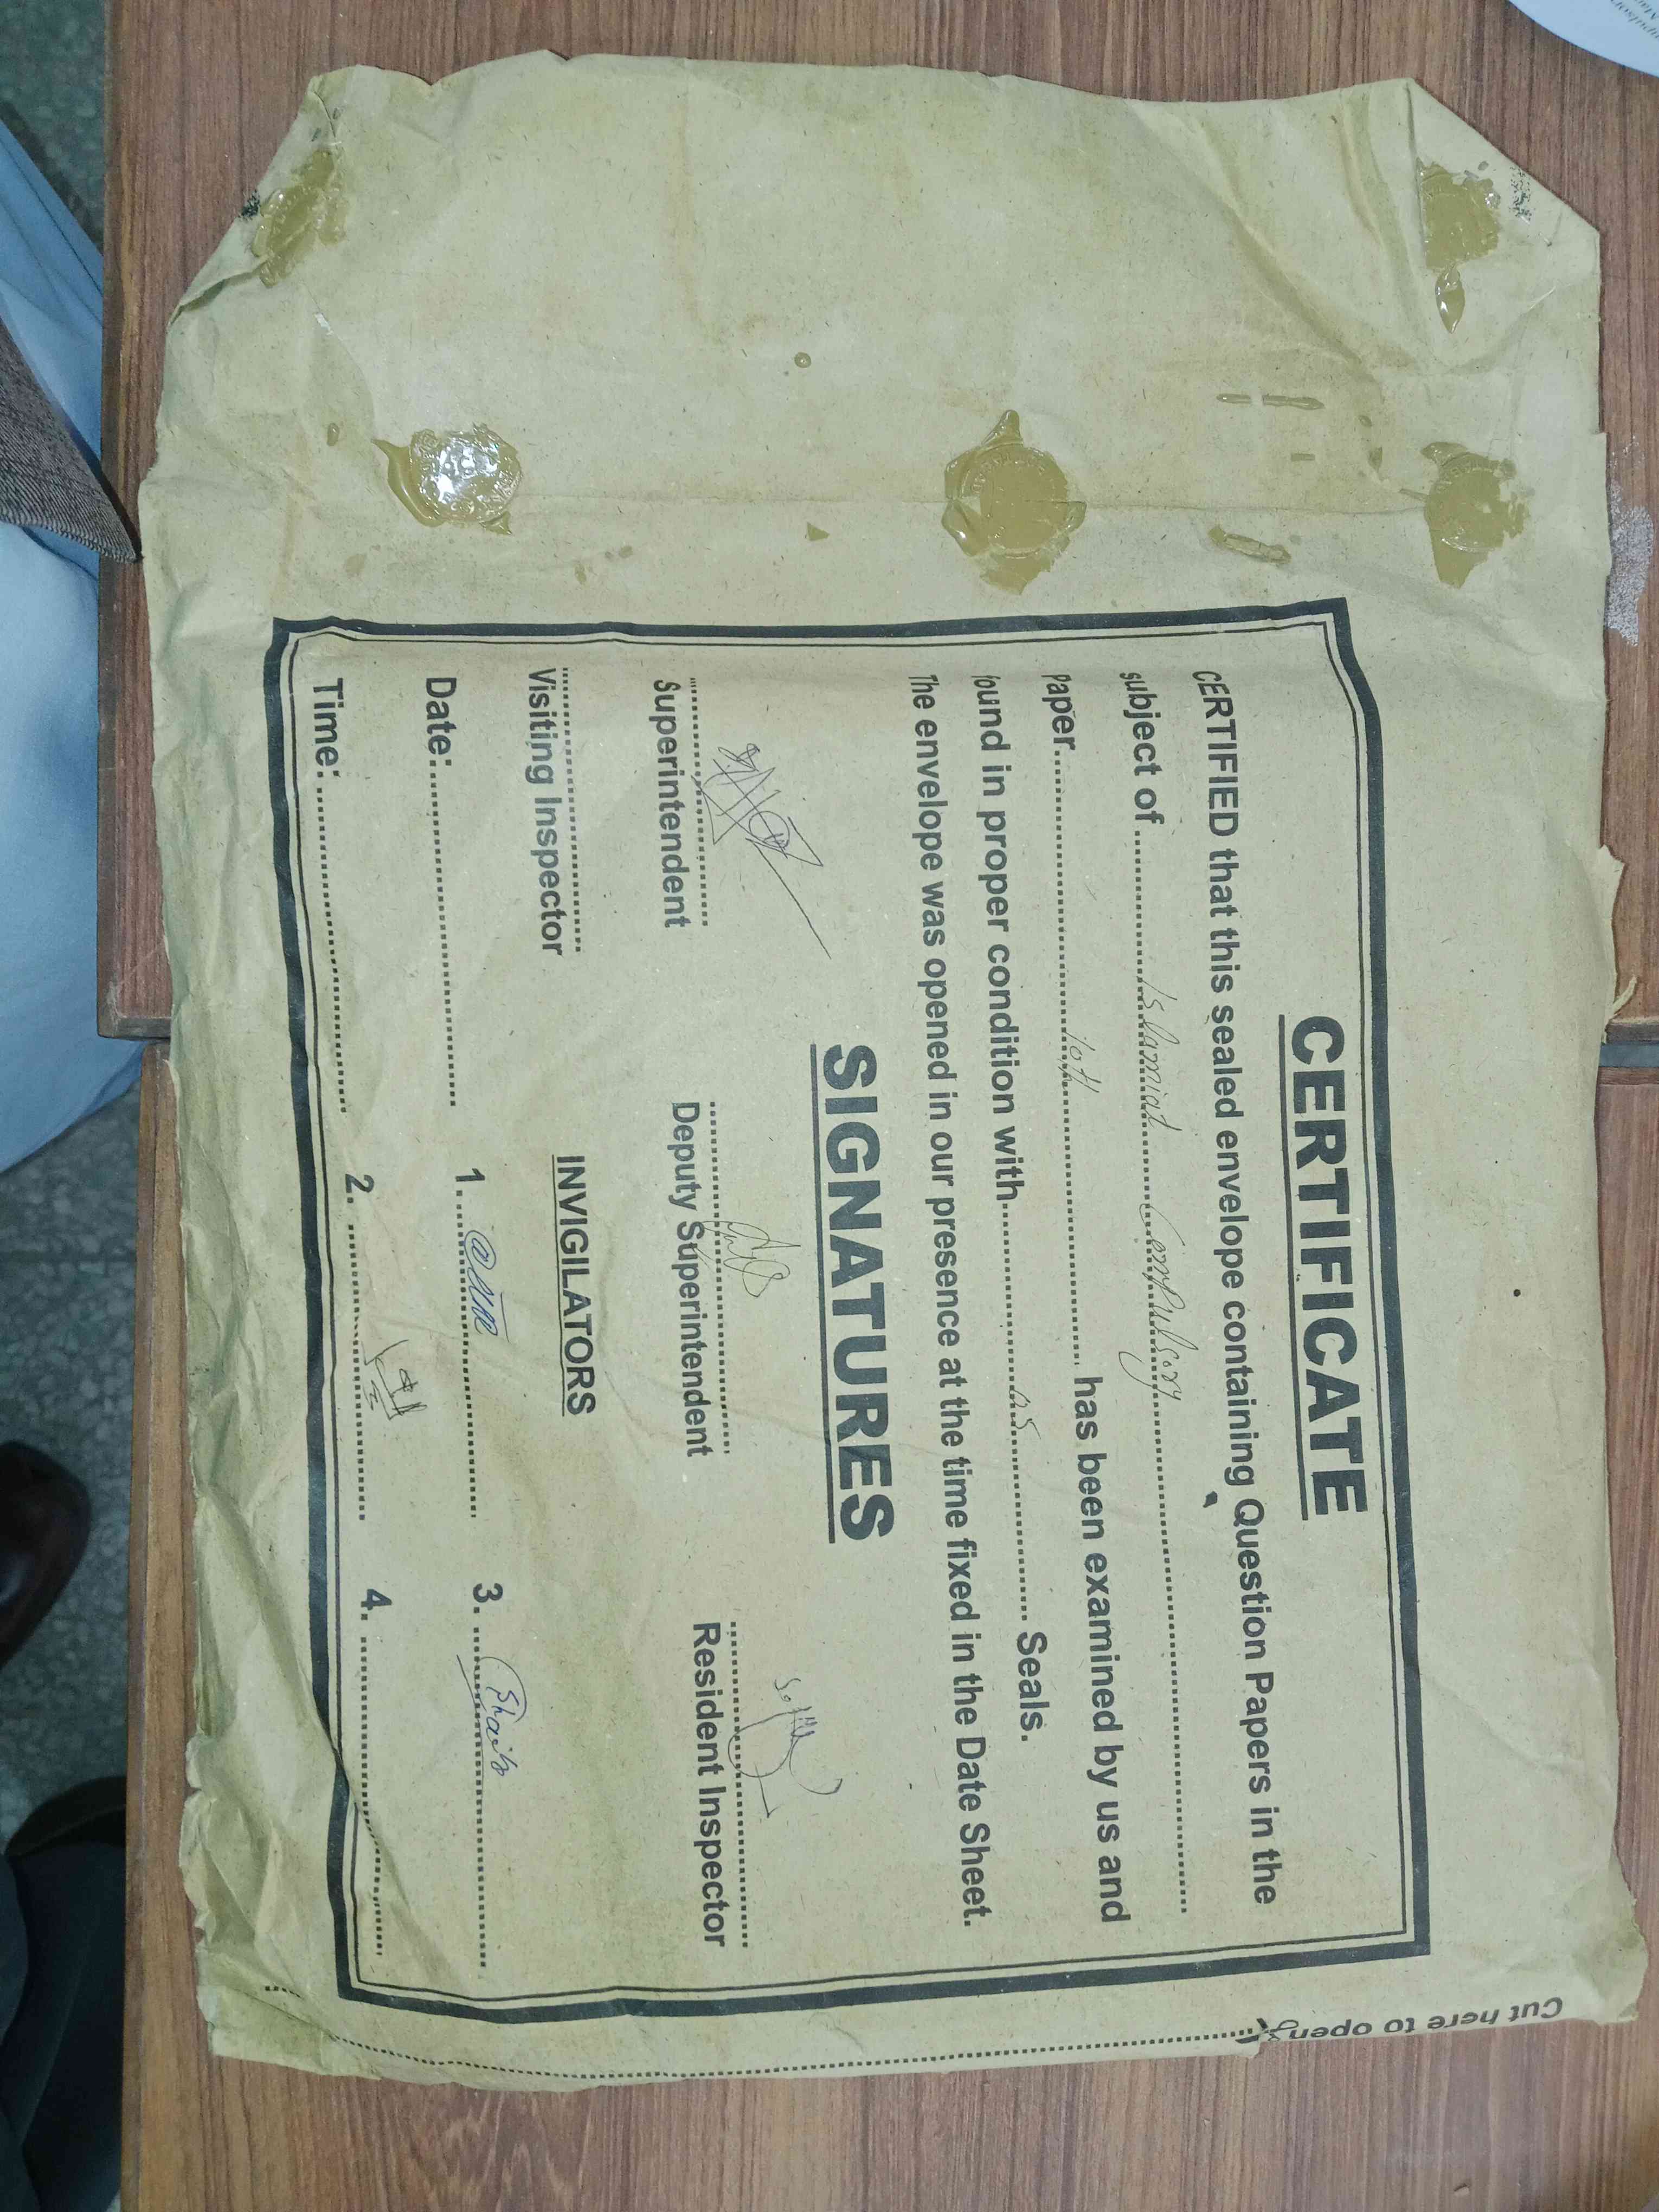 CERTIFICATE
CERTIFIED that this sealed envelope containing Question Papers in the
subject of .......... Islamiat Compulsory ..........
Paper.......... 10th .......... has been examined by us and
found in proper condition with.......... 05 .......... Seals.
The envelope was opened in our presence at the time fixed in the Date Sheet.
SIGNATURES
Superintendent Deputy Superintendent Resident Inspector
Visiting Inspector
INVIGILATORS
Date:.......... 1. .......... 3. .......... Shaib
Time:.......... 2. .......... 4. ..........
Cut here to open